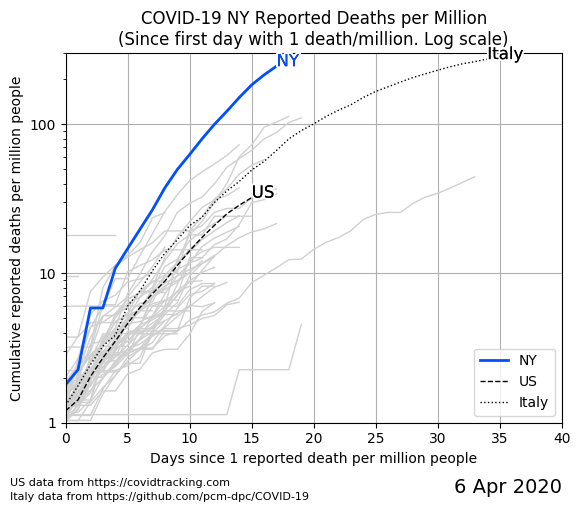 COVID-19 NY Reported Deaths per Million
(Since first day with 1 death/million. Log scale)
NY
Italy
US
Cumulative reported deaths per million people
100
10
1
NY
US
Italy
0 5 10 15 20 25 30 35 40
Days since 1 reported death per million people
US data from https://covidtracking.com
Italy data from https://github.com/pcm-dpc/COVID-19
6 Apr 2020